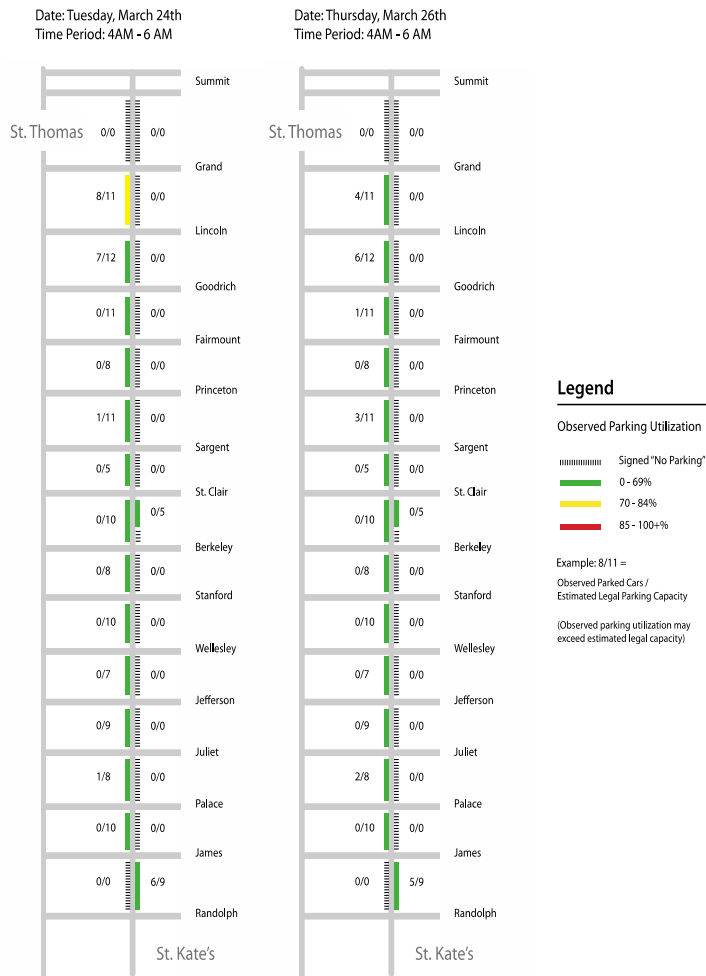 Date: Tuesday, March 24th
Time Period: 4AM - 6 AM
Summit
St. Thomas 0/0 0/0
Grand
8/11 0/0
Lincoln
7/12 0/0
Goodrich
0/11 0/0
Fairmount
0/8 0/0
Princeton
1/11 0/0
Sargent
0/5 0/0
St. Clair
0/10 0/5
Berkeley
0/8 0/0
Stanford
0/10 0/0
Wellesley
0/7 0/0
Jefferson
0/9 0/0
Juliet
1/8 0/0
Palace
0/10 0/0
James
0/0 6/9
Randolph
St. Kate's
Date: Thursday, March 26th
Time Period: 4AM - 6 AM
Summit
St. Thomas 0/0 0/0
Grand
4/11 0/0
Lincoln
6/12 0/0
Goodrich
1/11 0/0
Fairmount
0/8 0/0
Princeton
3/11 0/0
Sargent
0/5 0/0
St. Clair
0/10 0/5
Berkeley
0/8 0/0
Stanford
0/10 0/0
Wellesley
0/7 0/0
Jefferson
0/9 0/0
Juliet
2/8 0/0
Palace
0/10 0/0
James
0/0 5/9
Randolph
St. Kate's
Legend
Observed Parking Utilization
Signed "No Parking"
0 - 69%
70 - 84%
85 - 100+%
Example: 8/11 =
Observed Parked Cars /
Estimated Legal Parking Capacity
(Observed parking utilization may
exceed estimated legal capacity)